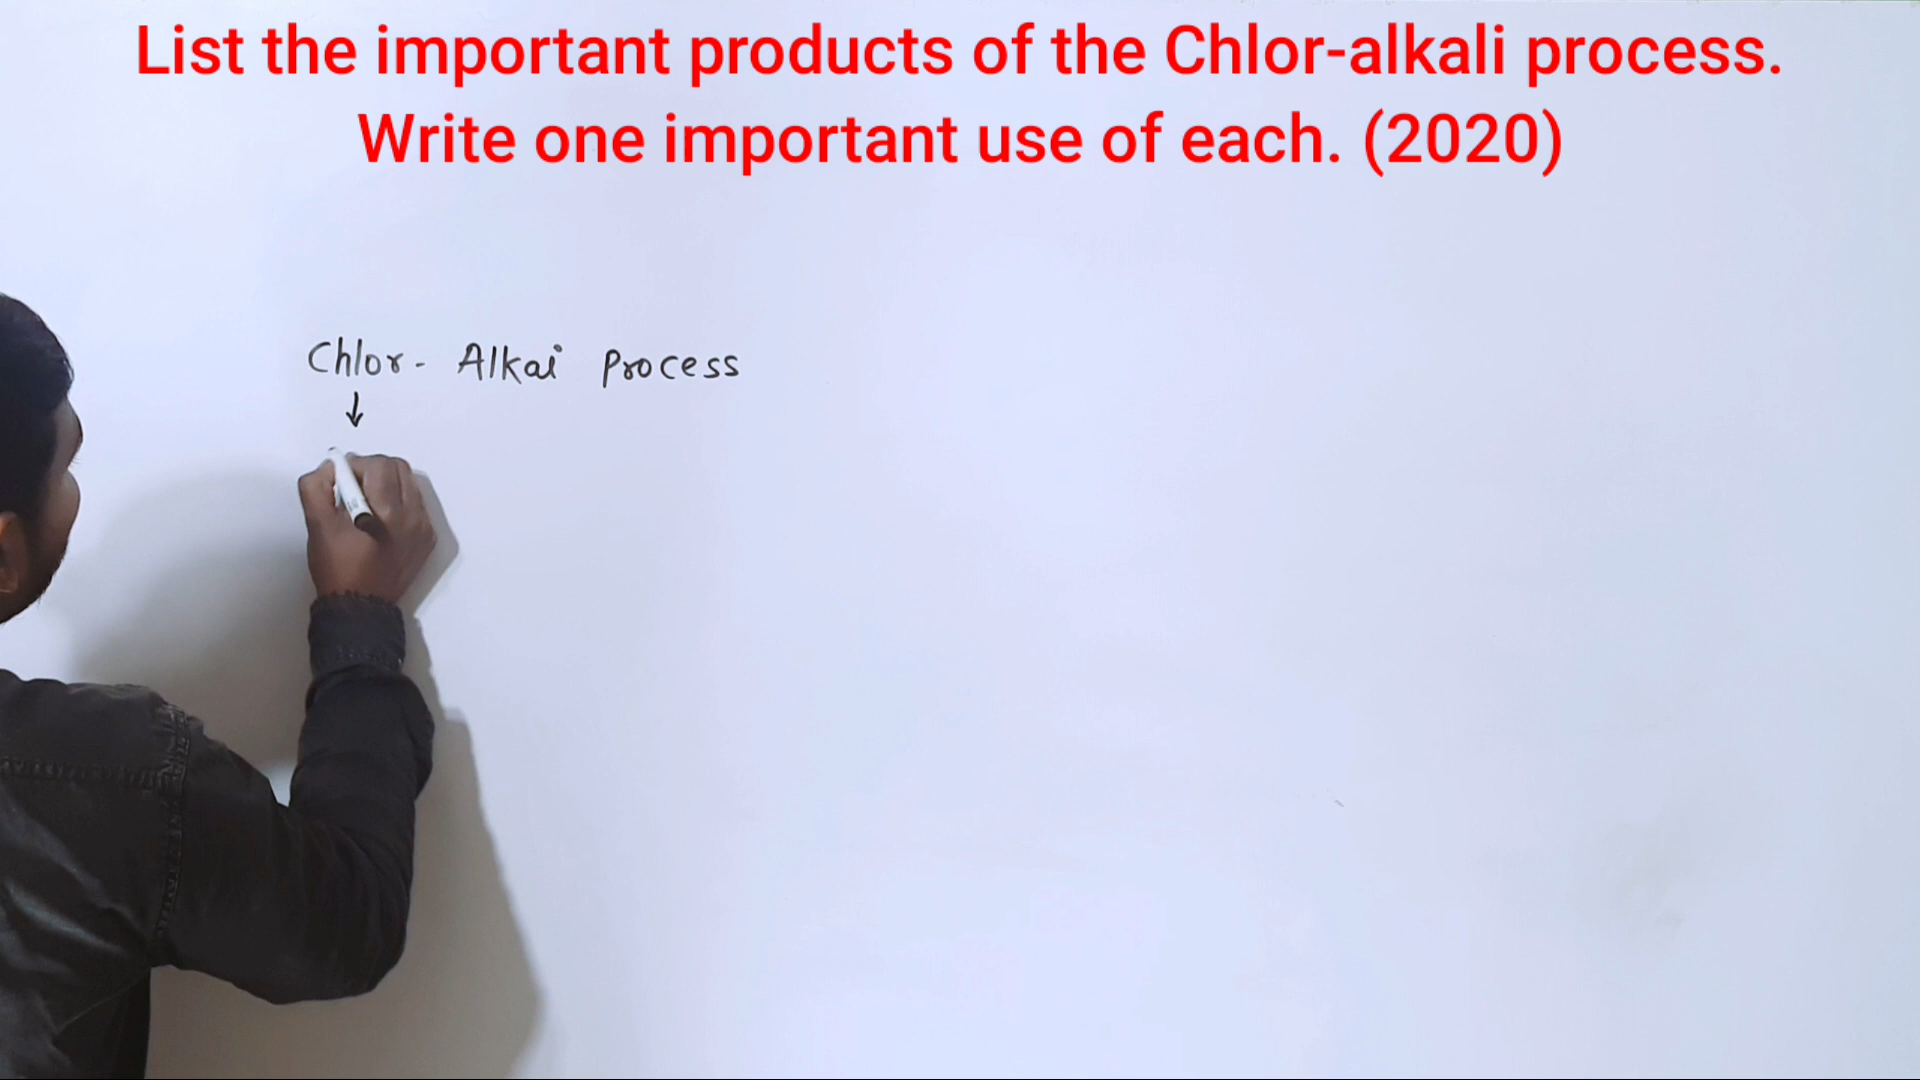 List the important products of the Chlor-alkali process.
Write one important use of each. (2020)
Chlor- Alkai Process
↓